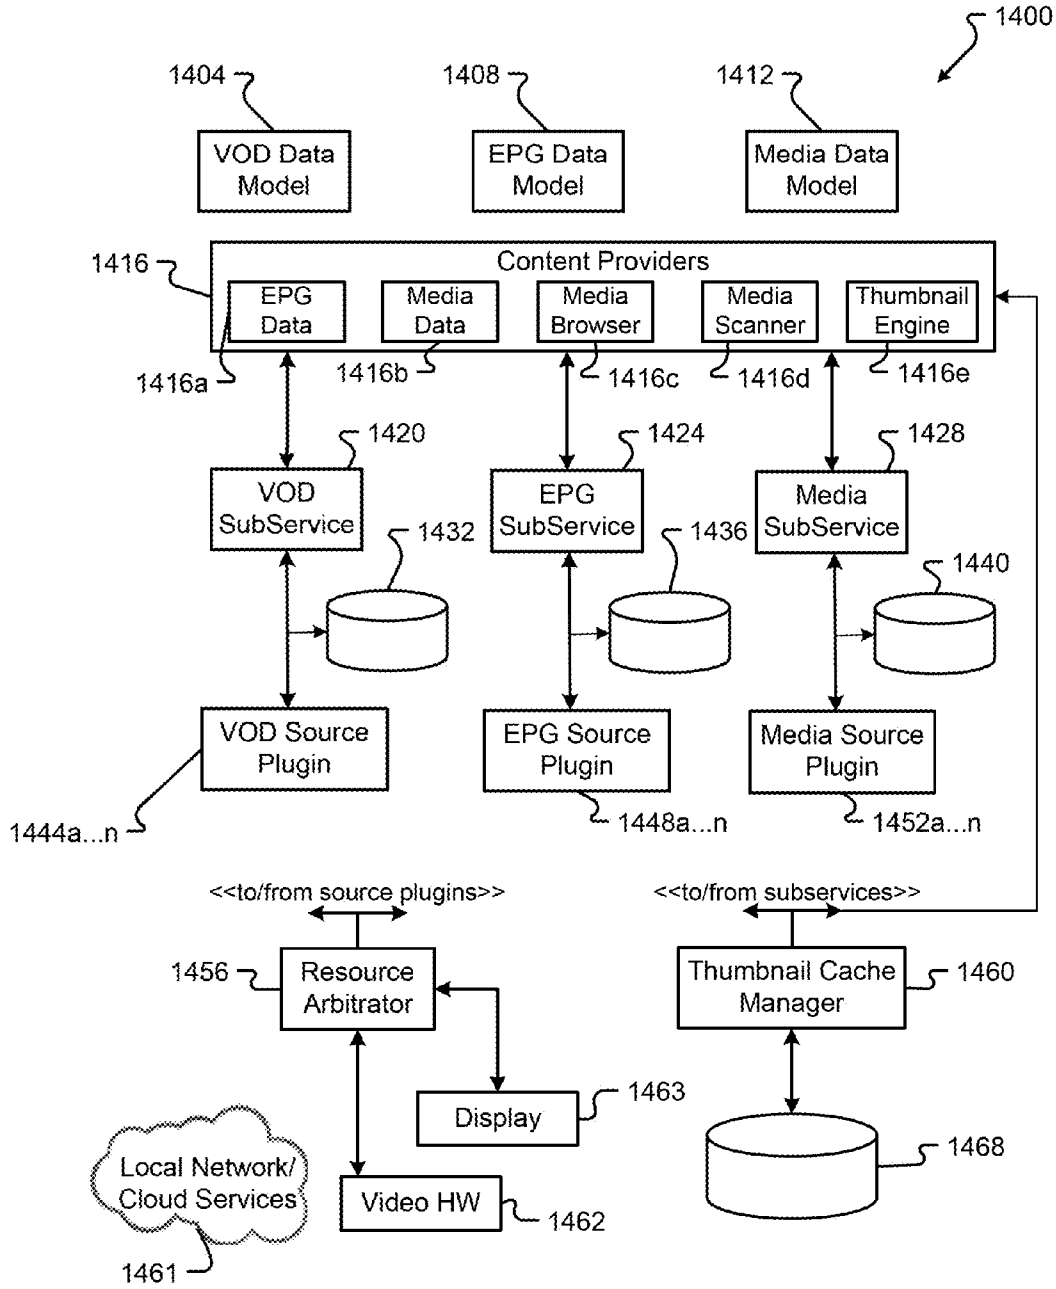 1400
1404
1408
1412
VOD Data
Model
EPG Data
Model
Media Data
Model
1416
Content Providers
EPG
Data
Media
Data
Media
Browser
Media
Scanner
Thumbnail
Engine
1416a
1416b
1416c
1416d
1416e
1420
1424
1428
VOD
SubService
EPG
SubService
Media
SubService
1432
1436
1440
VOD Source
Plugin
EPG Source
Plugin
Media Source
Plugin
1444a...n
1448a...n
1452a...n
<<to/from source plugins>>
<<to/from subservices>>
1456
Resource
Arbitrator
Thumbnail Cache
Manager
1460
Display
1463
Local Network/
Cloud Services
1461
Video HW
1462
1468